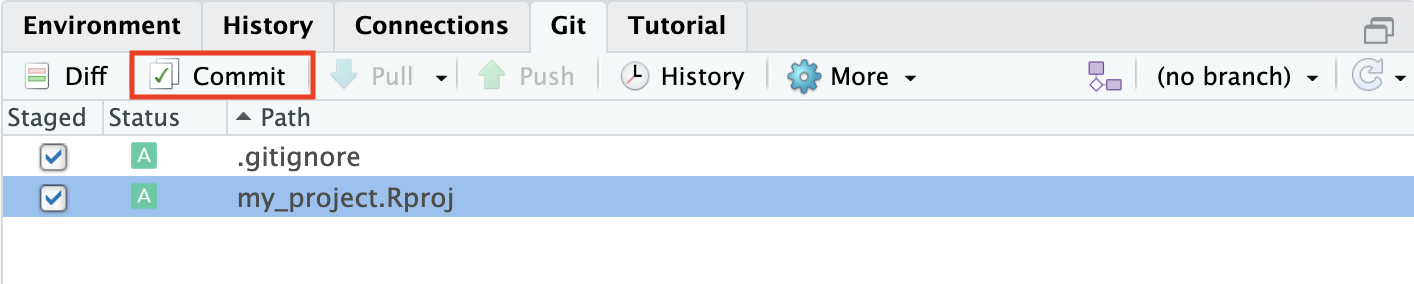 Environment History Connections Git Tutorial
Diff Commit Pull Push History More (no branch)
Staged Status Path
A .gitignore
A my_project.Rproj